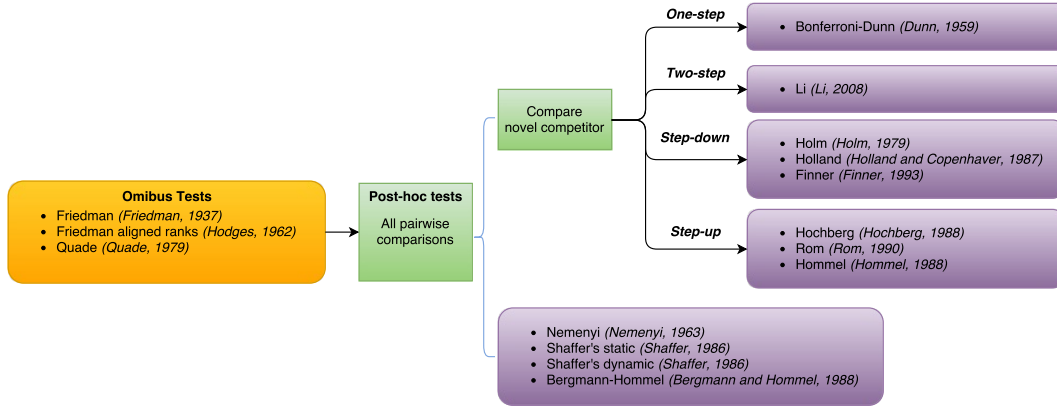 One-step
• Bonferroni-Dunn (Dunn, 1959)
Two-step
• Li (Li, 2008)
Compare
novel competitor
Step-down
• Holm (Holm, 1979)
• Holland (Holland and Copenhaver, 1987)
• Finner (Finner, 1993)
Omibus Tests
• Friedman (Friedman, 1937)
• Friedman aligned ranks (Hodges, 1962)
• Quade (Quade, 1979)
Post-hoc tests
All pairwise
comparisons
Step-up
• Hochberg (Hochberg, 1988)
• Rom (Rom, 1990)
• Hommel (Hommel, 1988)
• Nemenyi (Nemenyi, 1963)
• Shaffer's static (Shaffer, 1986)
• Shaffer's dynamic (Shaffer, 1986)
• Bergmann-Hommel (Bergmann and Hommel, 1988)